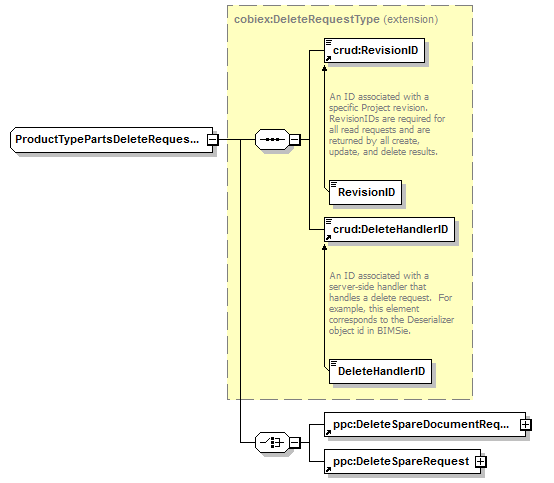 cobiex:DeleteRequestType (extension)
crud:RevisionID
An ID associated with a
specific Project revision.
RevisionIDs are required for
all read requests and are
returned by all create,
update, and delete results.
ProductTypePartsDeleteReques...
RevisionID
crud:DeleteHandlerID
An ID associated with a
server-side handler that
handles a delete request.  For
example, this element
corresponds to the Deserializer
object id in BIMSie.
DeleteHandlerID
ppc:DeleteSpareDocumentReq...
ppc:DeleteSpareRequest